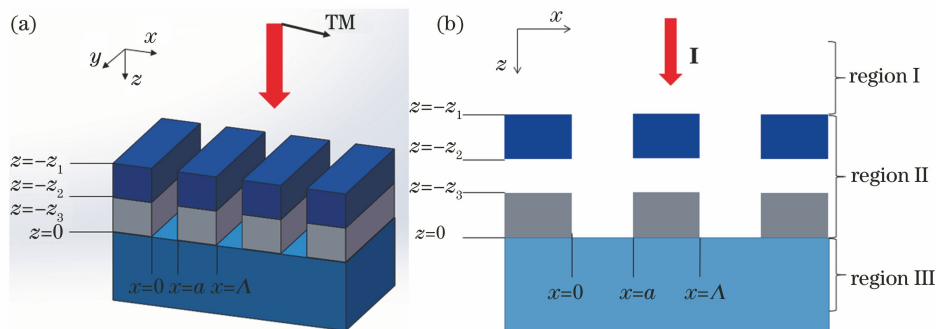 (a)
TM
x
y
z
z=−z₁
z=−z₂
z=−z₃
z=0
x=0 x=a x=Λ
(b)
x
z
I
region I
z=−z₁
z=−z₂
region II
z=−z₃
z=0
x=0 x=a x=Λ
region III